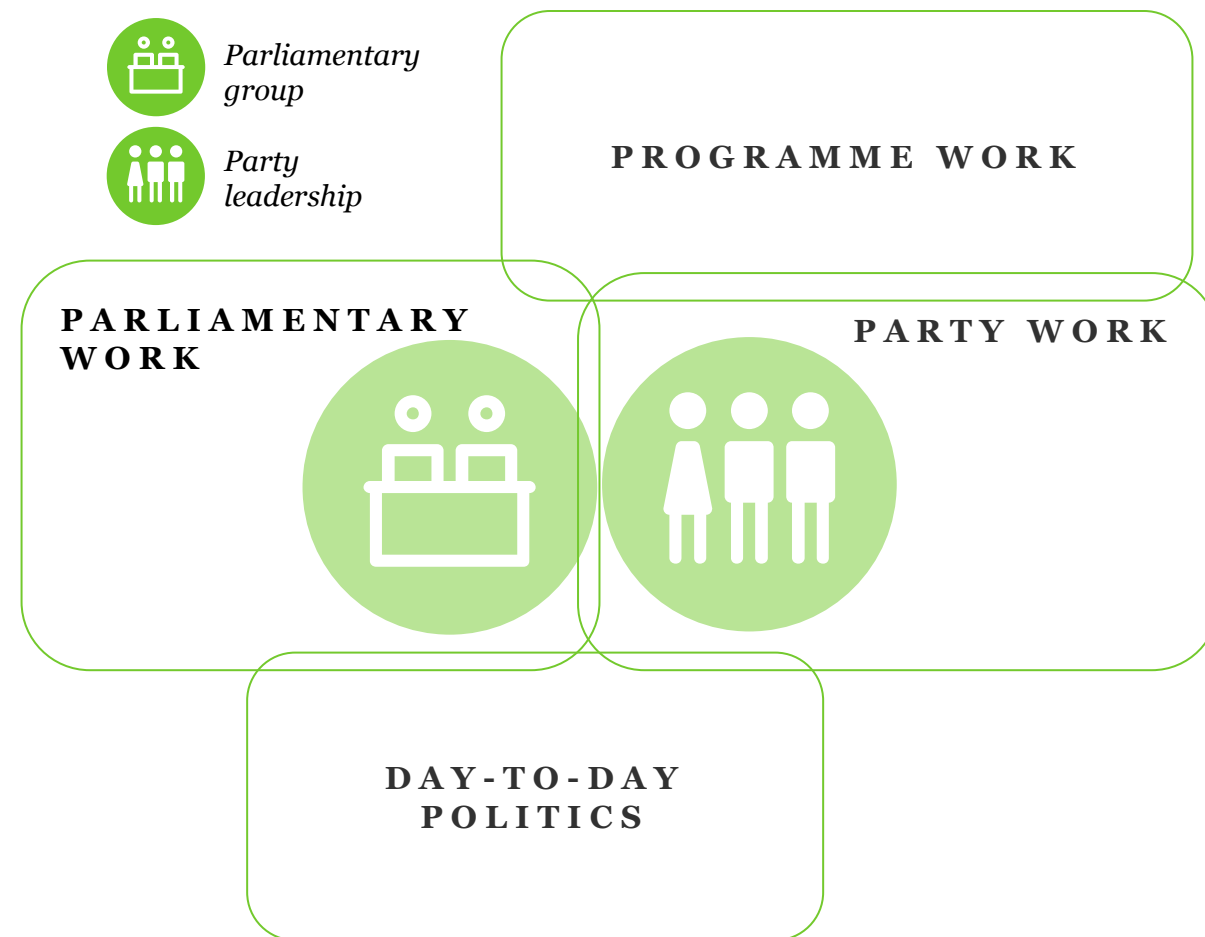 Parliamentary
group
Party
leadership
PROGRAMME WORK
PARLIAMENTARY
WORK
PARTY WORK
DAY-TO-DAY
POLITICS